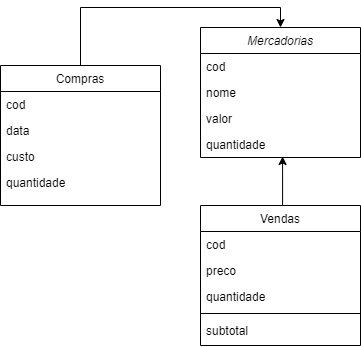 Mercadorias
cod
nome
valor
quantidade
Compras
cod
data
custo
quantidade
Vendas
cod
preco
quantidade
subtotal